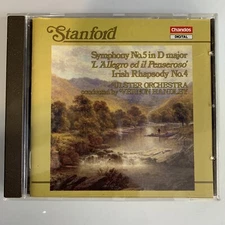 Stanford
Chandos
DIGITAL
Symphony No.5 in D major
'L'Allegro ed il Penseroso'
Irish Rhapsody No.4
ULSTER ORCHESTRA
conducted by VERNON HANDLEY